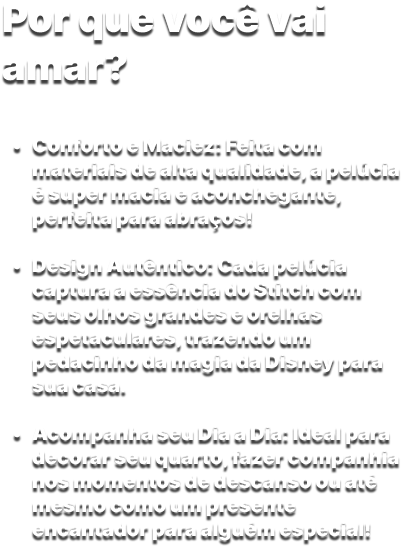 Por que você vai
amar?
• Conforto e Maciez: Feita com
materiais de alta qualidade, a pelúcia
é super macia e aconchegante,
perfeita para abraços!
• Design Autêntico: Cada pelúcia
captura a essência do Stitch com
seus olhos grandes e orelhas
espetaculares, trazendo um
pedacinho da magia da Disney para
sua casa.
• Acompanha seu Dia a Dia: Ideal para
decorar seu quarto, fazer companhia
nos momentos de descanso ou até
mesmo como um presente
encantador para alguém especial!